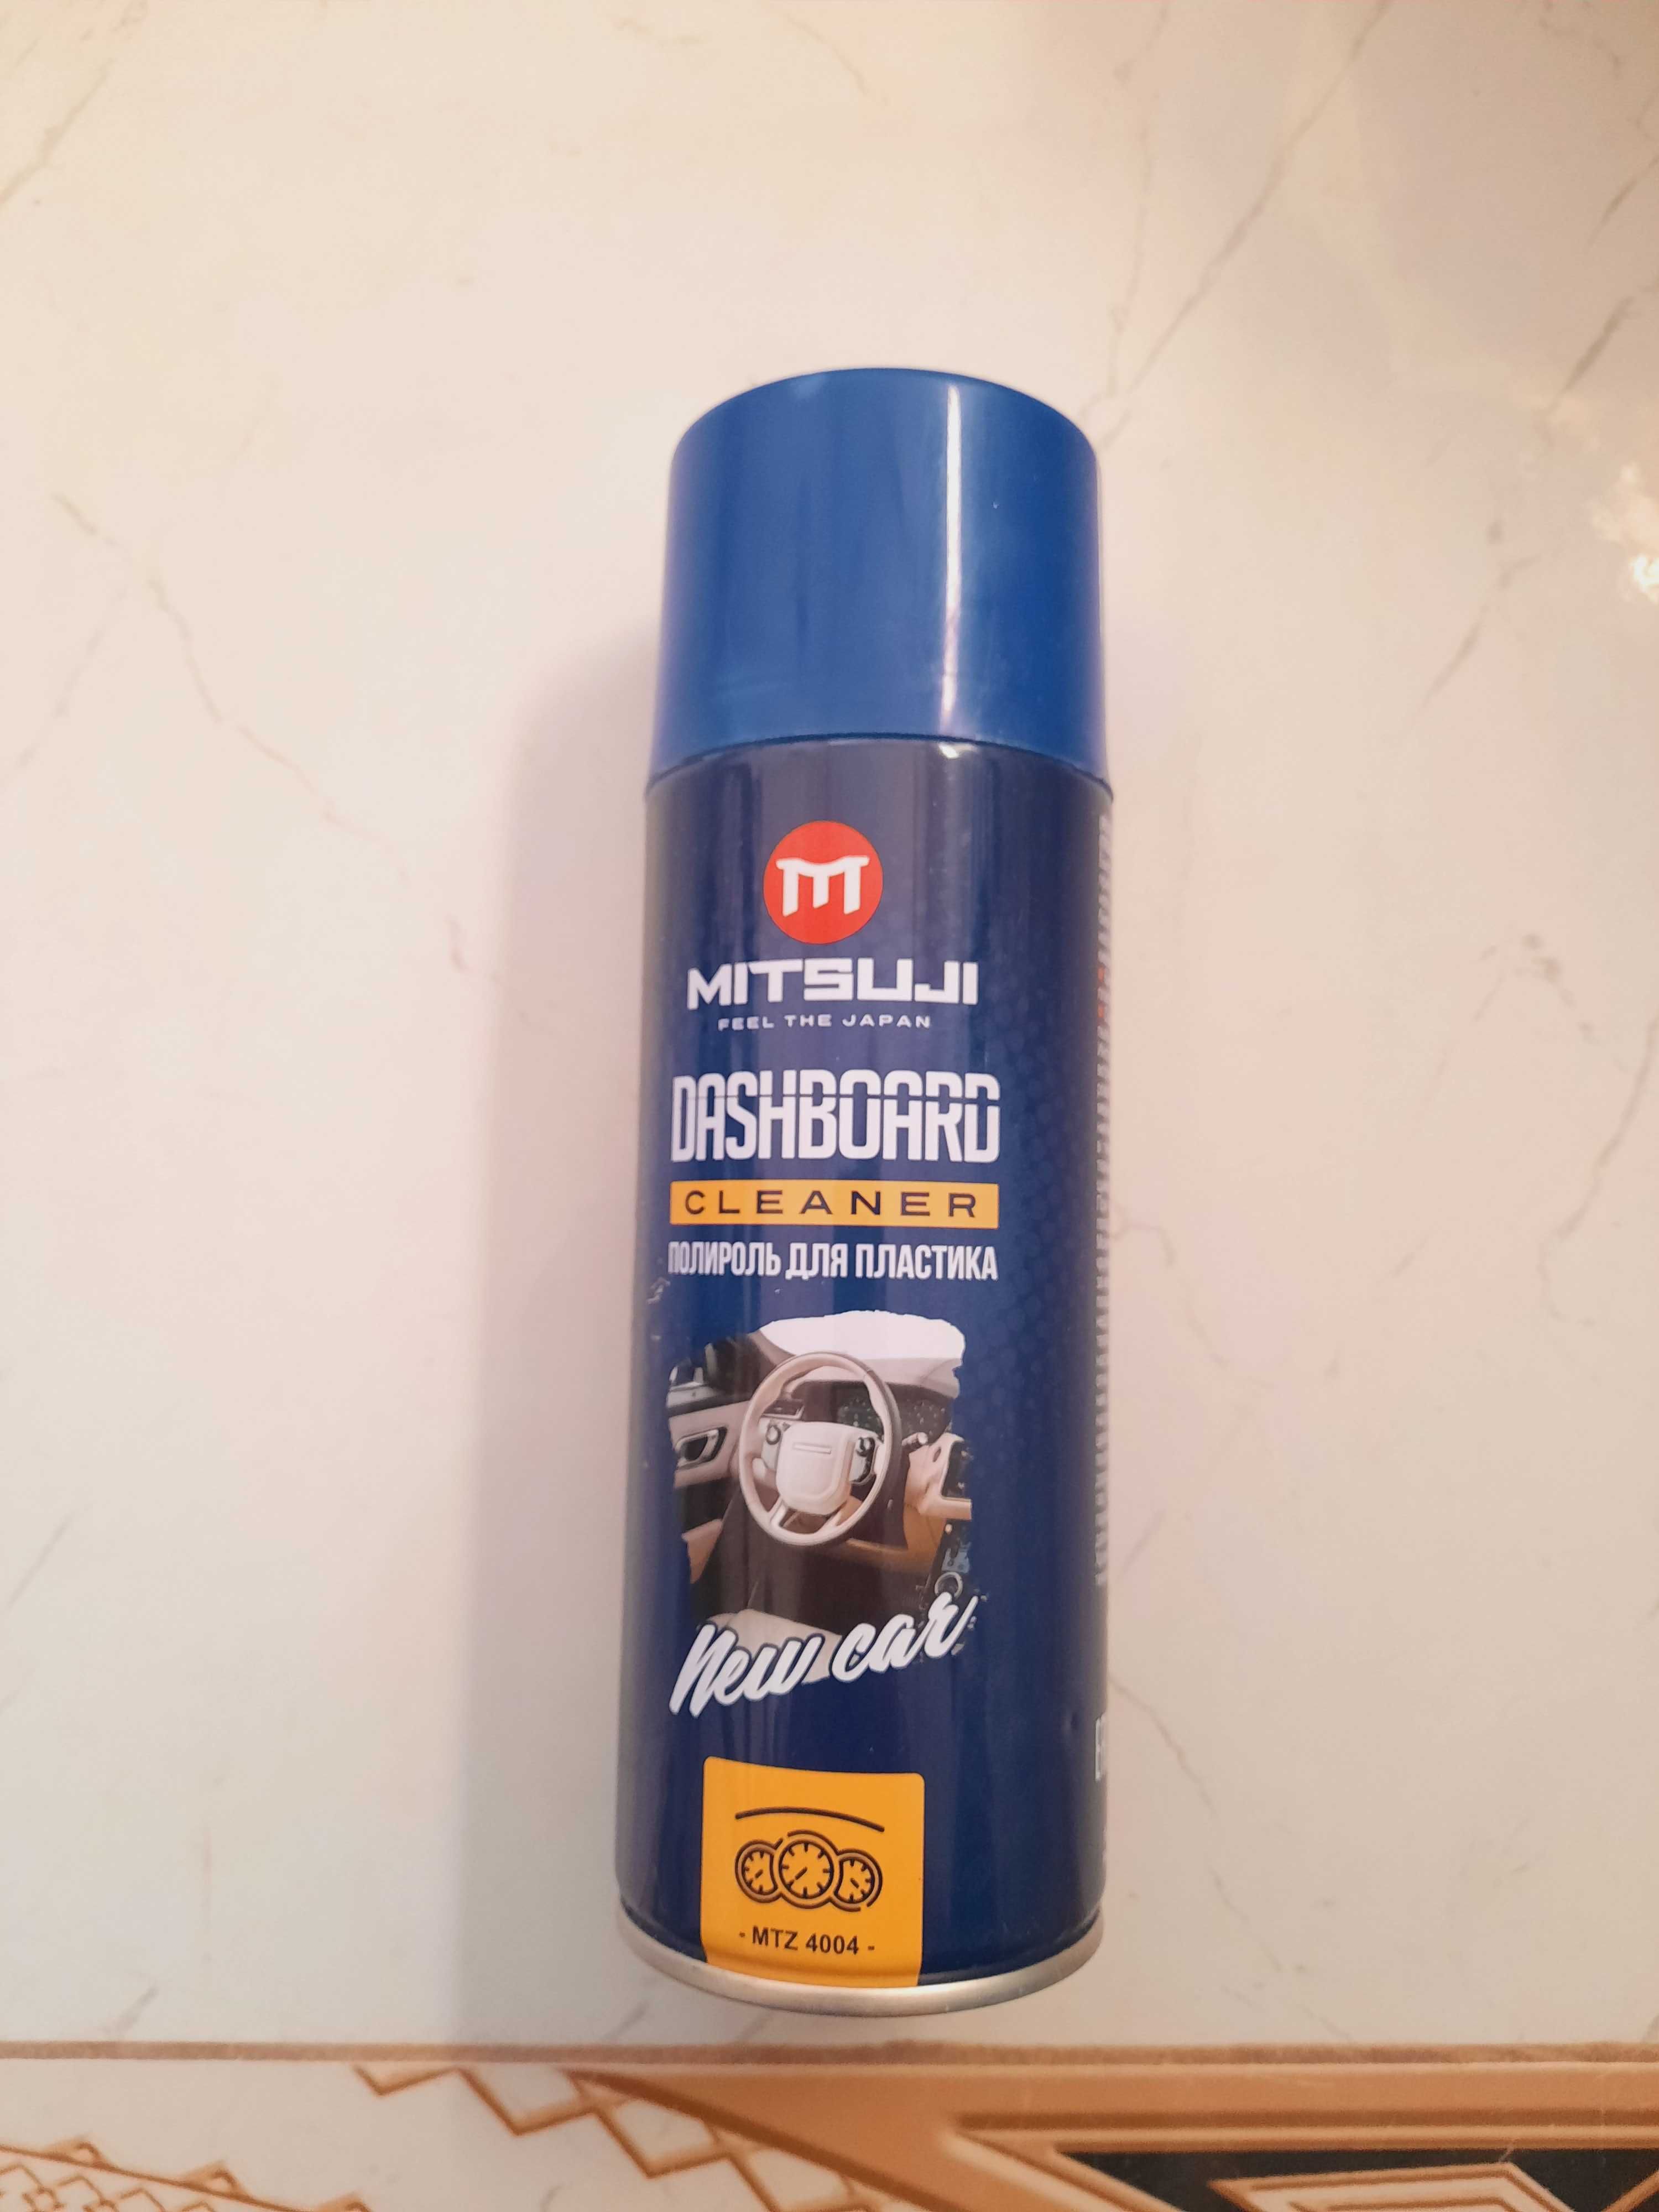 MITSUJI
FEEL THE JAPAN
DASHBOARD
CLEANER
ПОЛИРОЛЬ ДЛЯ ПЛАСТИКА
New car
- MTZ 4004 -